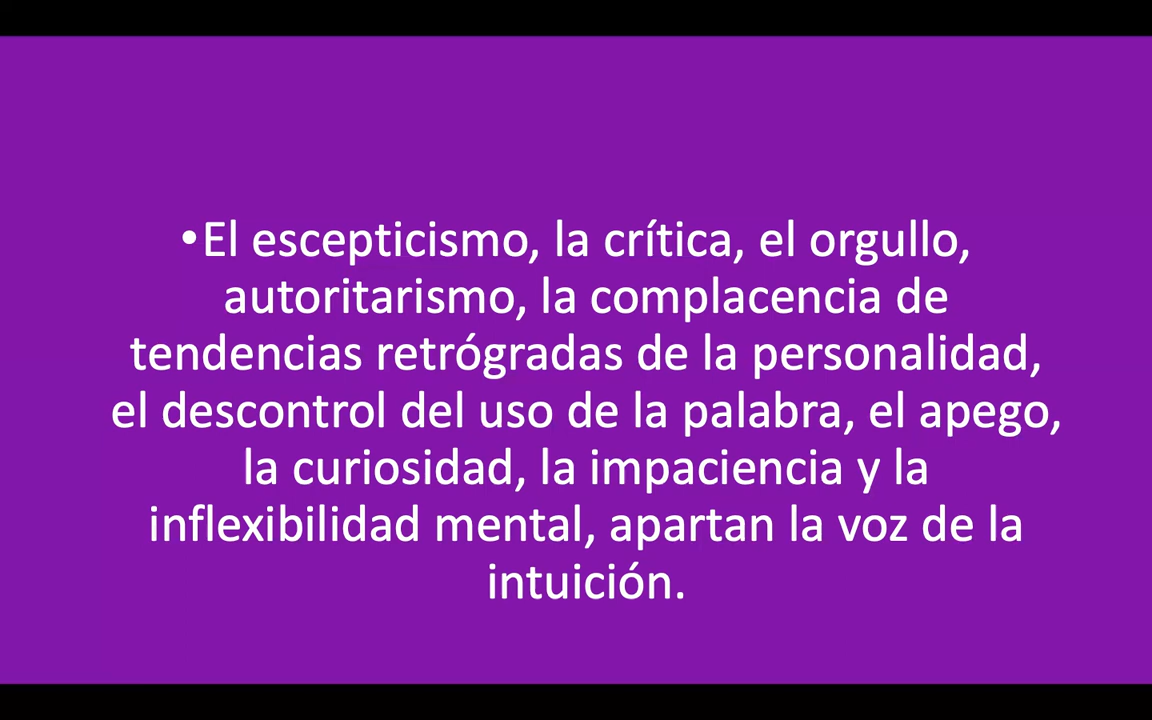 •El escepticismo, la crítica, el orgullo,
autoritarismo, la complacencia de
tendencias retrógradas de la personalidad,
el descontrol del uso de la palabra, el apego,
la curiosidad, la impaciencia y la
inflexibilidad mental, apartan la voz de la
intuición.